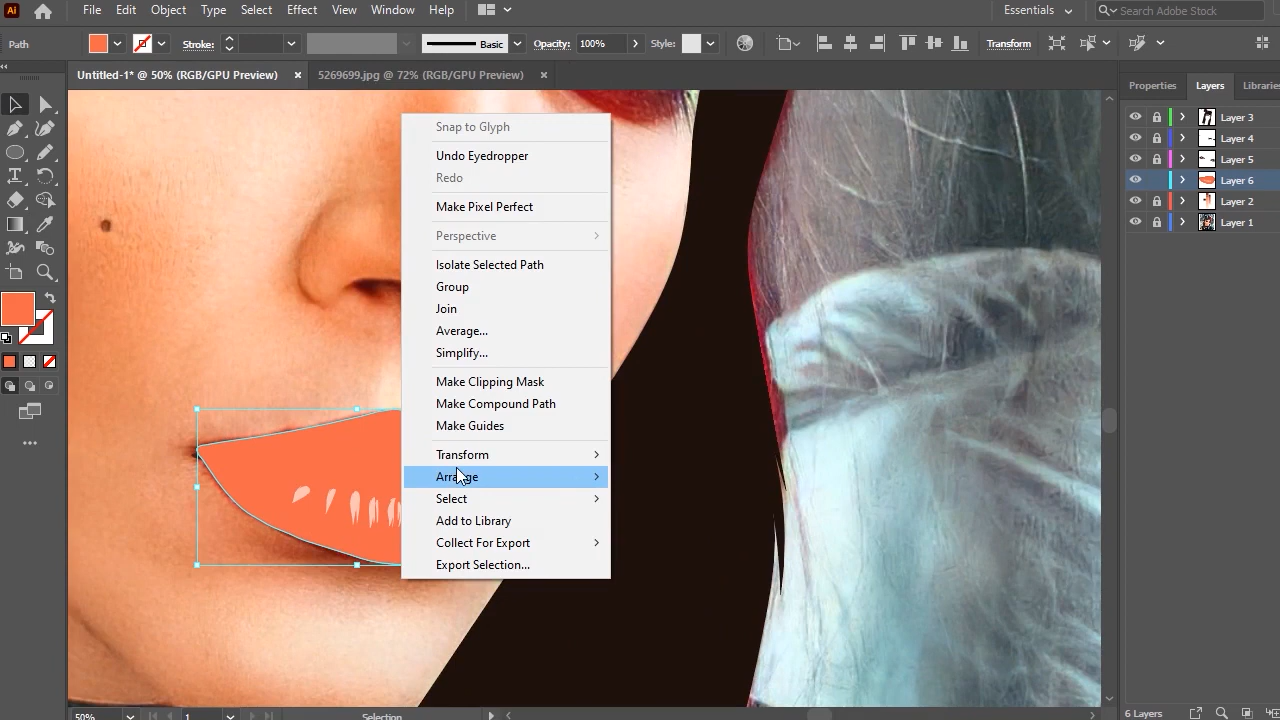 Ai File Edit Object Type Select Effect View Window Help Essentials Search Adobe Stock
Path Stroke: Basic Opacity: 100% Style: Transform
Untitled-1* @ 50% (RGB/GPU Preview) × 5269699.jpg @ 72% (RGB/GPU Preview) × Properties Layers Libraries
Layer 3
Layer 4
Layer 5
Layer 6
Layer 2
Layer 1
Snap to Glyph
Undo Eyedropper
Redo
Make Pixel Perfect
Perspective
Isolate Selected Path
Group
Join
Average...
Simplify...
Make Clipping Mask
Make Compound Path
Make Guides
Transform
Arrange
Select
Add to Library
Collect For Export
Export Selection...
50% 1 Selection 6 Layers